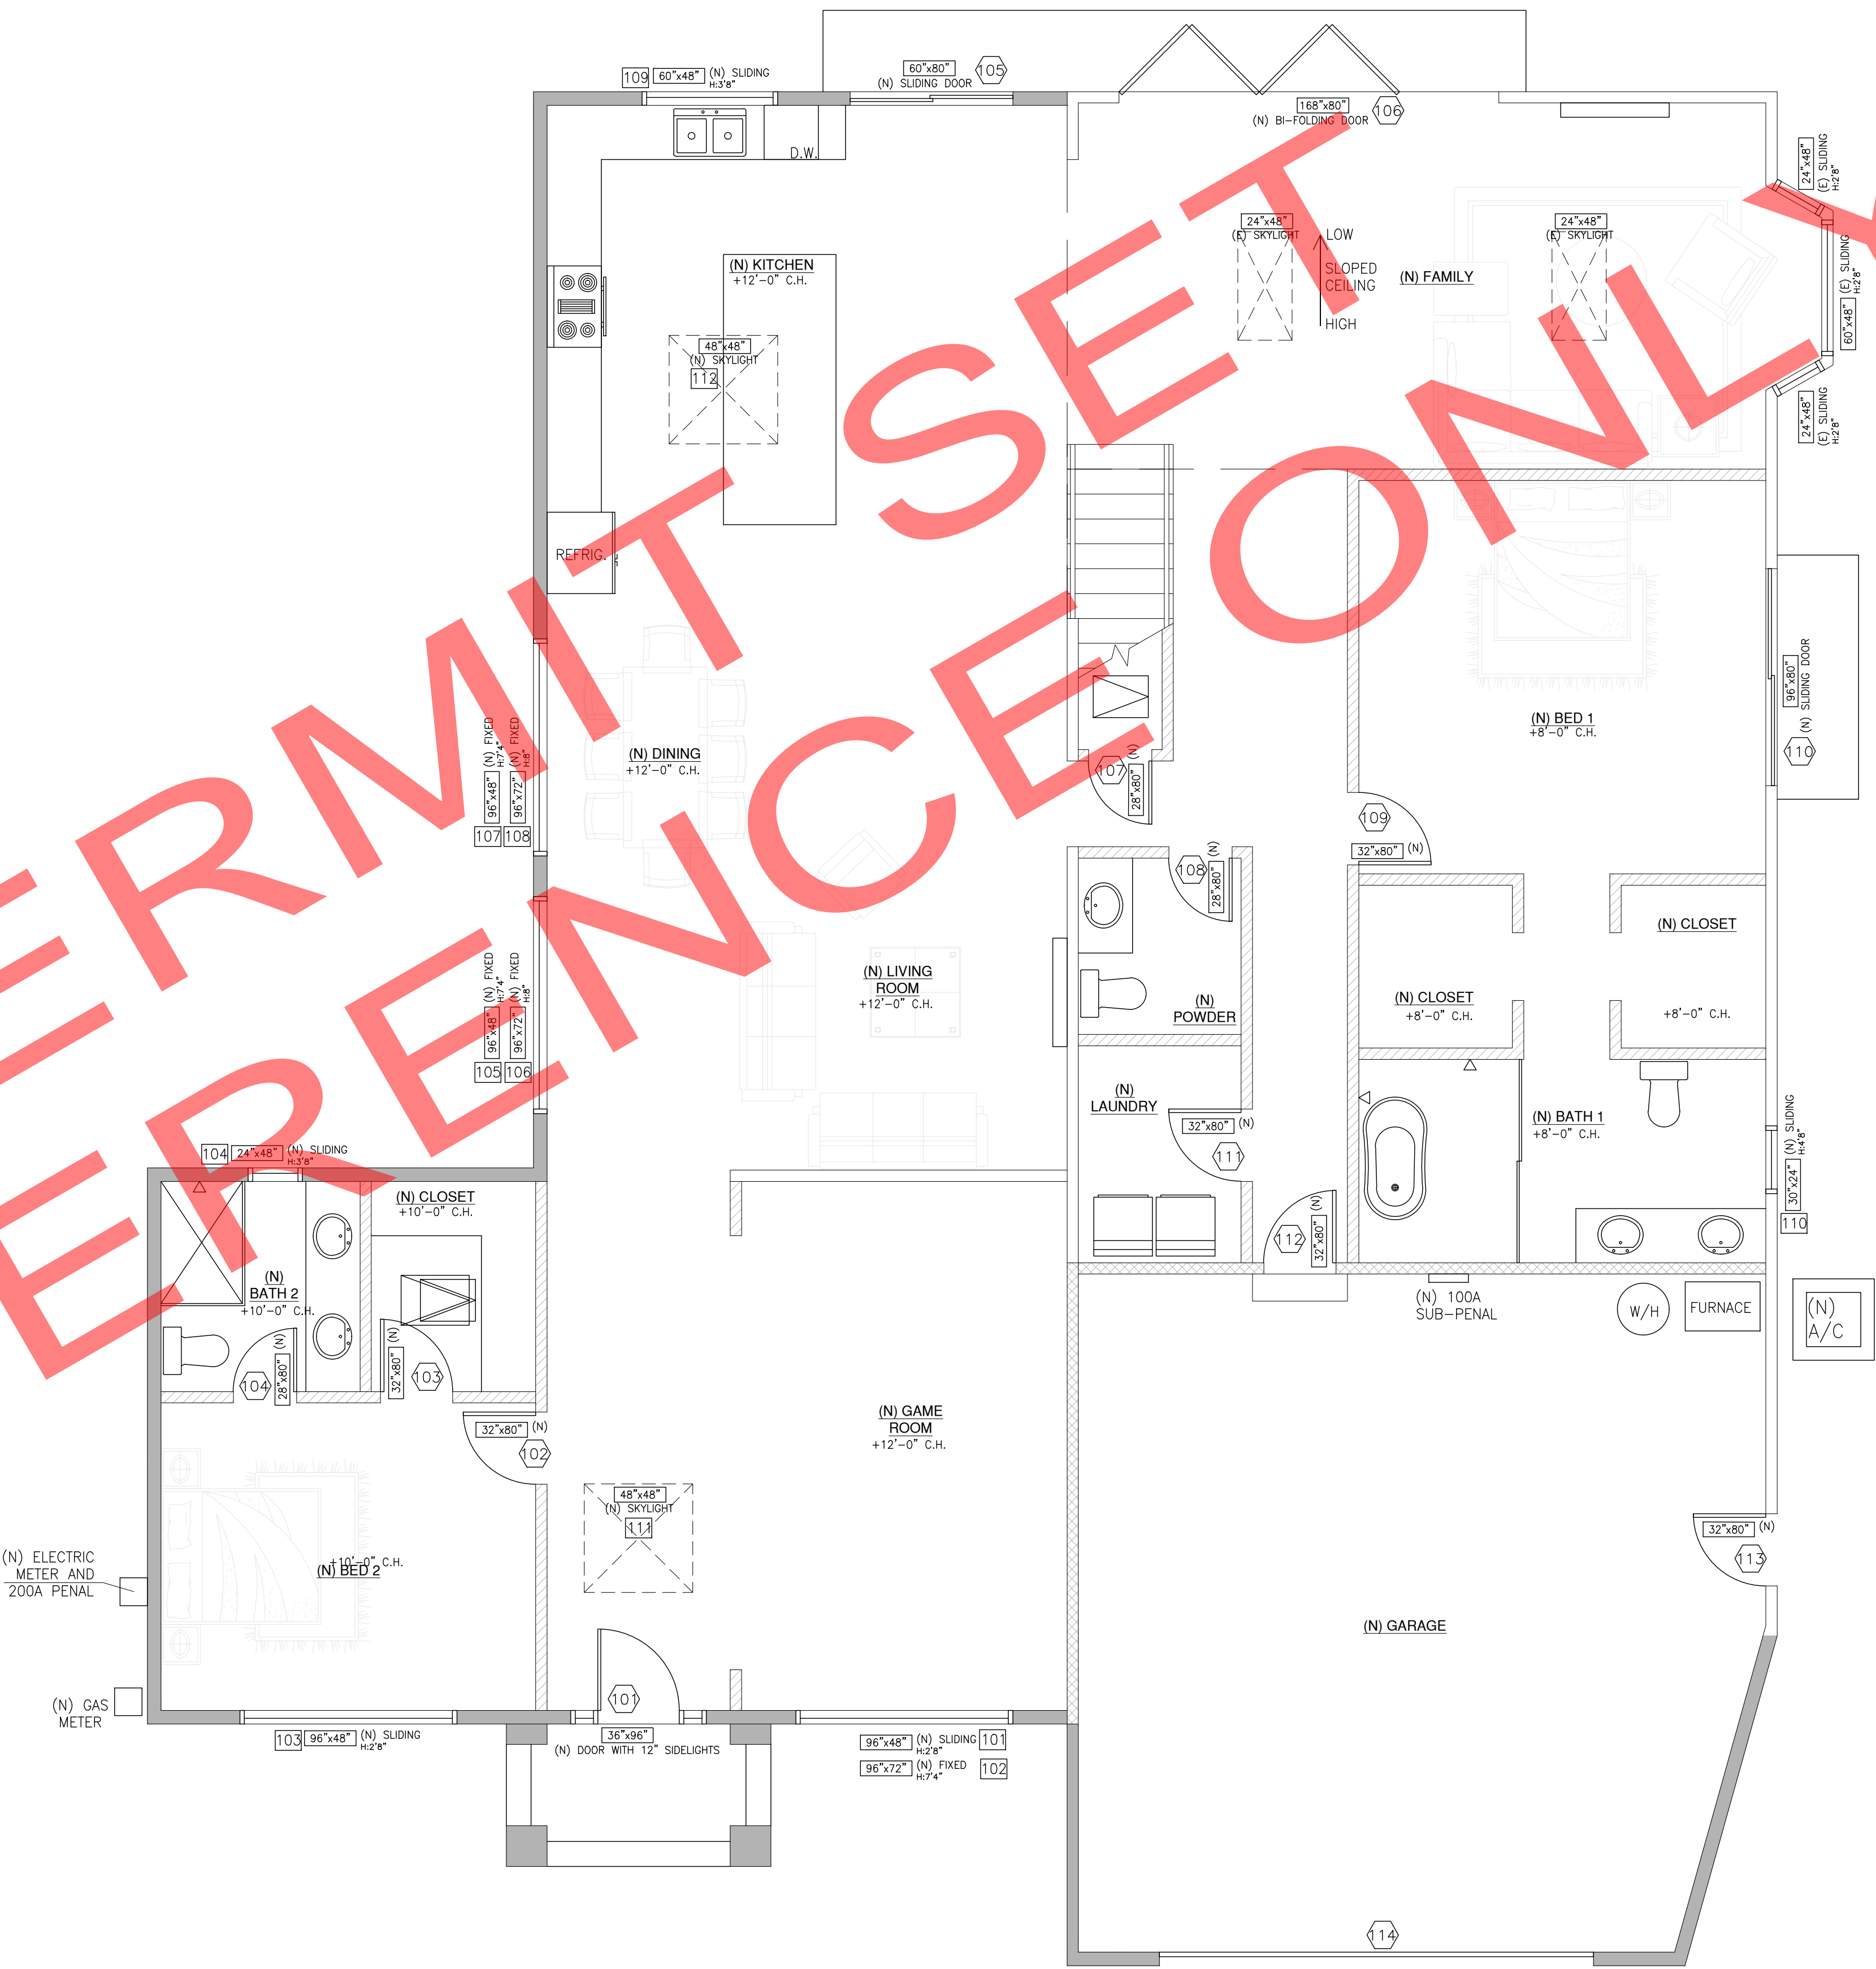 60"x80"
105
(N) SLIDING DOOR
109
60"x48"
(N) SLIDING
H:3'8"
168"x80"
106
(N) BI-FOLDING DOOR
D.W.
24"x48"
(E) SLIDING
H:2'8"
24"x48"
(E) SKYLIGHT
LOW
SLOPED
CEILING
HIGH
24"x48"
(E) SKYLIGHT
(N) FAMILY
60"x48"
(E) SLIDING
H:2'8"
(N) KITCHEN
+12'-0" C.H.
48"x48"
(N) SKYLIGHT
112
24"x48"
(E) SLIDING
H:2'8"
REFRIG.
96"x80"
(N) SLIDING DOOR
110
(N) BED 1
+8'-0" C.H.
96"x48"
(N) FIXED
H:7'4"
107
96"x72"
(N) FIXED
H:8"
108
(N) DINING
+12'-0" C.H.
107
28"x80"
(N)
109
32"x80"
(N)
108
28"x80"
(N)
(N) CLOSET
+8'-0" C.H.
(N) CLOSET
+8'-0" C.H.
(N) LIVING
ROOM
+12'-0" C.H.
(N)
POWDER
96"x48"
(N) FIXED
H:7'4"
105
96"x72"
(N) FIXED
H:8"
106
(N)
LAUNDRY
32"x80"
(N)
111
(N) BATH 1
+8'-0" C.H.
30"x24"
(N) SLIDING
H:4'8"
110
104
24"x48"
(N) SLIDING
H:3'8"
(N) CLOSET
+10'-0" C.H.
112
32"x80"
(N)
(N)
BATH 2
+10'-0" C.H.
(N) 100A
SUB-PENAL
W/H
FURNACE
(N)
A/C
104
28"x80"
(N)
32"x80"
(N)
103
32"x80"
(N)
102
(N) GAME
ROOM
+12'-0" C.H.
48"x48"
(N) SKYLIGHT
111
32"x80"
(N)
113
(N) ELECTRIC
METER AND
200A PENAL
+10'-0" C.H.
(N) BED 2
(N) GARAGE
(N) GAS
METER
101
103
96"x48"
(N) SLIDING
H:2'8"
36"x96"
(N) DOOR WITH 12" SIDELIGHTS
96"x48"
(N) SLIDING
H:2'8"
101
96"x72"
(N) FIXED
H:7'4"
102
114
ERMIT SET
ERENCE ONLY